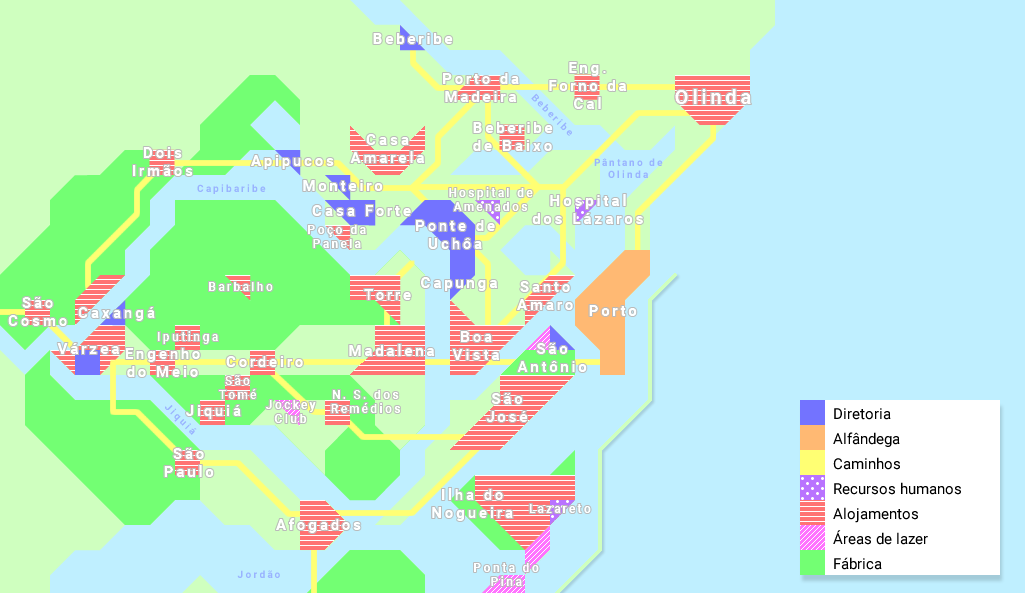 Beberibe
Eng.
Forno da
Cal
Porto da
Madeira
Olinda
Beberibe
Beberibe
de Baixo
Casa
Amarela
Dois
Irmãos
Apipucos
Pântano de
Olinda
Capibaribe
Monteiro
Hospital de
Amenados
Hospital
dos Lázaros
Casa Forte
Poço da
Panela
Ponte de
Uchôa
Barbalho
Capunga
Torre
Santo
Amaro
São
Cosmo
Caxangá
Porto
Iputinga
Várzea
Engenho
do Meio
Cordeiro
Madalena
Boa
Vista
São
Antônio
São
Tomé
Jiquiá
Jockey
Club
N. S. dos
Remédios
São
José
Jiquiá
São
Paulo
Ilha do
Nogueira
Lazareto
Afogados
Jordão
Ponta do
Pina
Diretoria
Alfândega
Caminhos
Recursos humanos
Alojamentos
Áreas de lazer
Fábrica